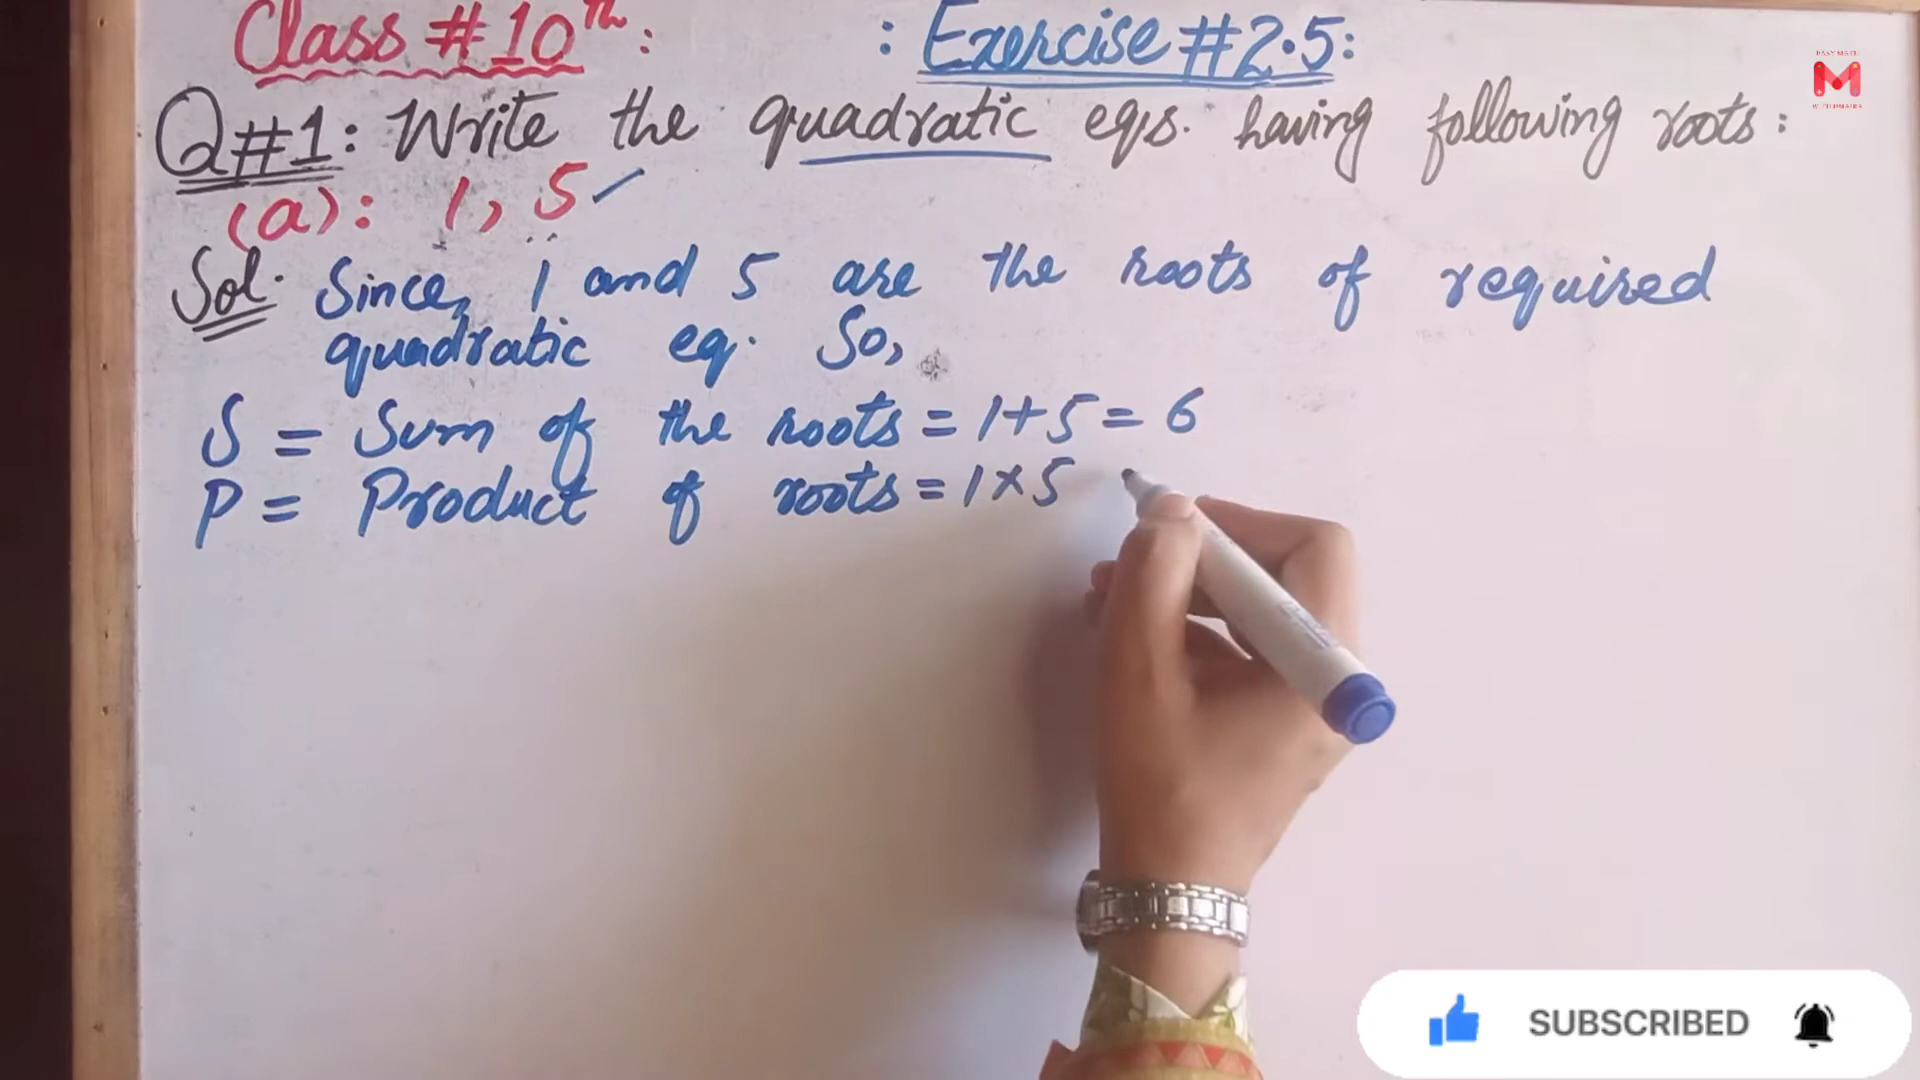 Class #10th: : Exercise #2.5:
Q#1: Write the quadratic eqs. having following roots:
(a): 1, 5
Sol. Since, 1 and 5 are the roots of required
quadratic eq. So,
S = Sum of the roots = 1+5 = 6
P = Product of roots = 1×5
SUBSCRIBED